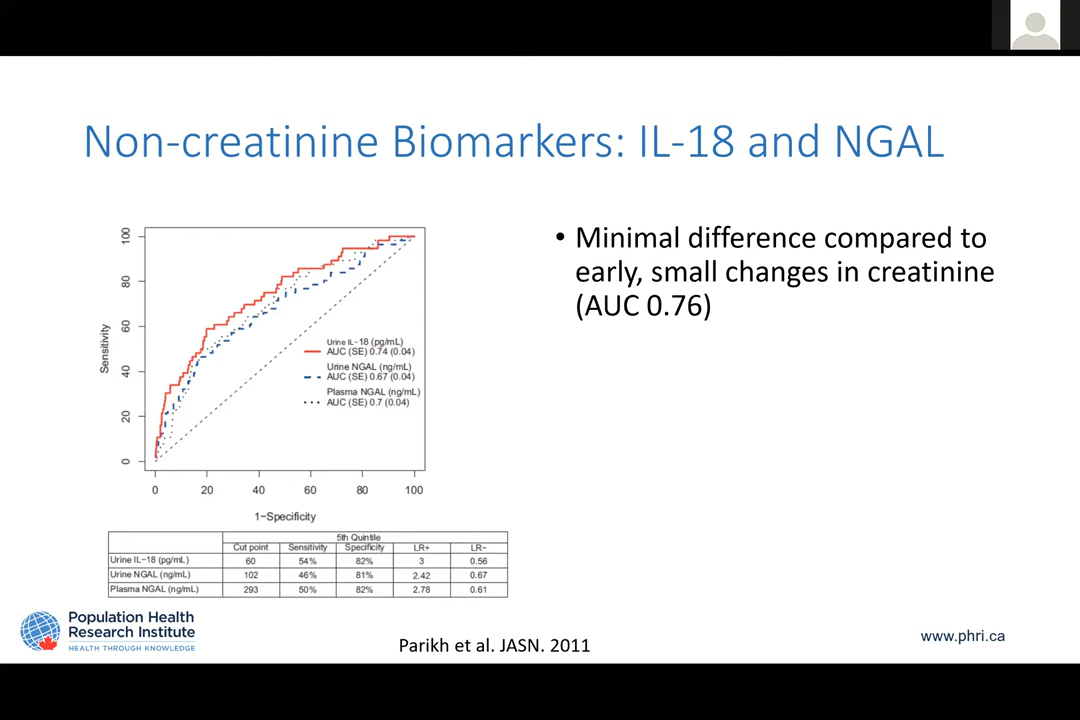 Non-creatinine Biomarkers: IL-18 and NGAL
100
80
60
40
20
0
Sensitivity
Urine IL−18 (pg/mL)
AUC (SE) 0.74 (0.04)
Urine NGAL (ng/mL)
AUC (SE) 0.67 (0.04)
Plasma NGAL (ng/mL)
AUC (SE) 0.7 (0.04)
0 20 40 60 80 100
1−Specificity
• Minimal difference compared to
early, small changes in creatinine
(AUC 0.76)
5th Quintile
Cut point Sensitivity Specificity LR+ LR−
Urine IL−18 (pg/mL) 60 54% 82% 3 0.56
Urine NGAL (ng/mL) 102 46% 81% 2.42 0.67
Plasma NGAL (ng/mL) 293 50% 82% 2.78 0.61
Population Health
Research Institute
HEALTH THROUGH KNOWLEDGE
Parikh et al. JASN. 2011
www.phri.ca